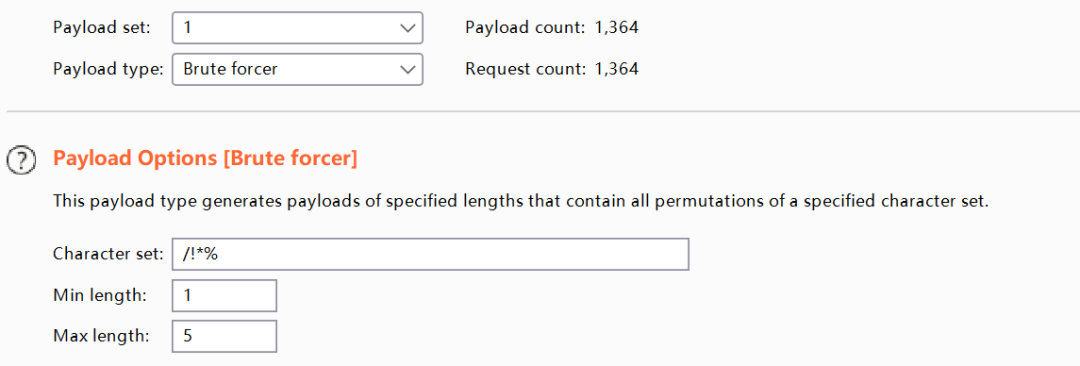 Payload set: 1 Payload count: 1,364
Payload type: Brute forcer Request count: 1,364
? Payload Options [Brute forcer]
This payload type generates payloads of specified lengths that contain all permutations of a specified character set.
Character set: /!*%
Min length: 1
Max length: 5